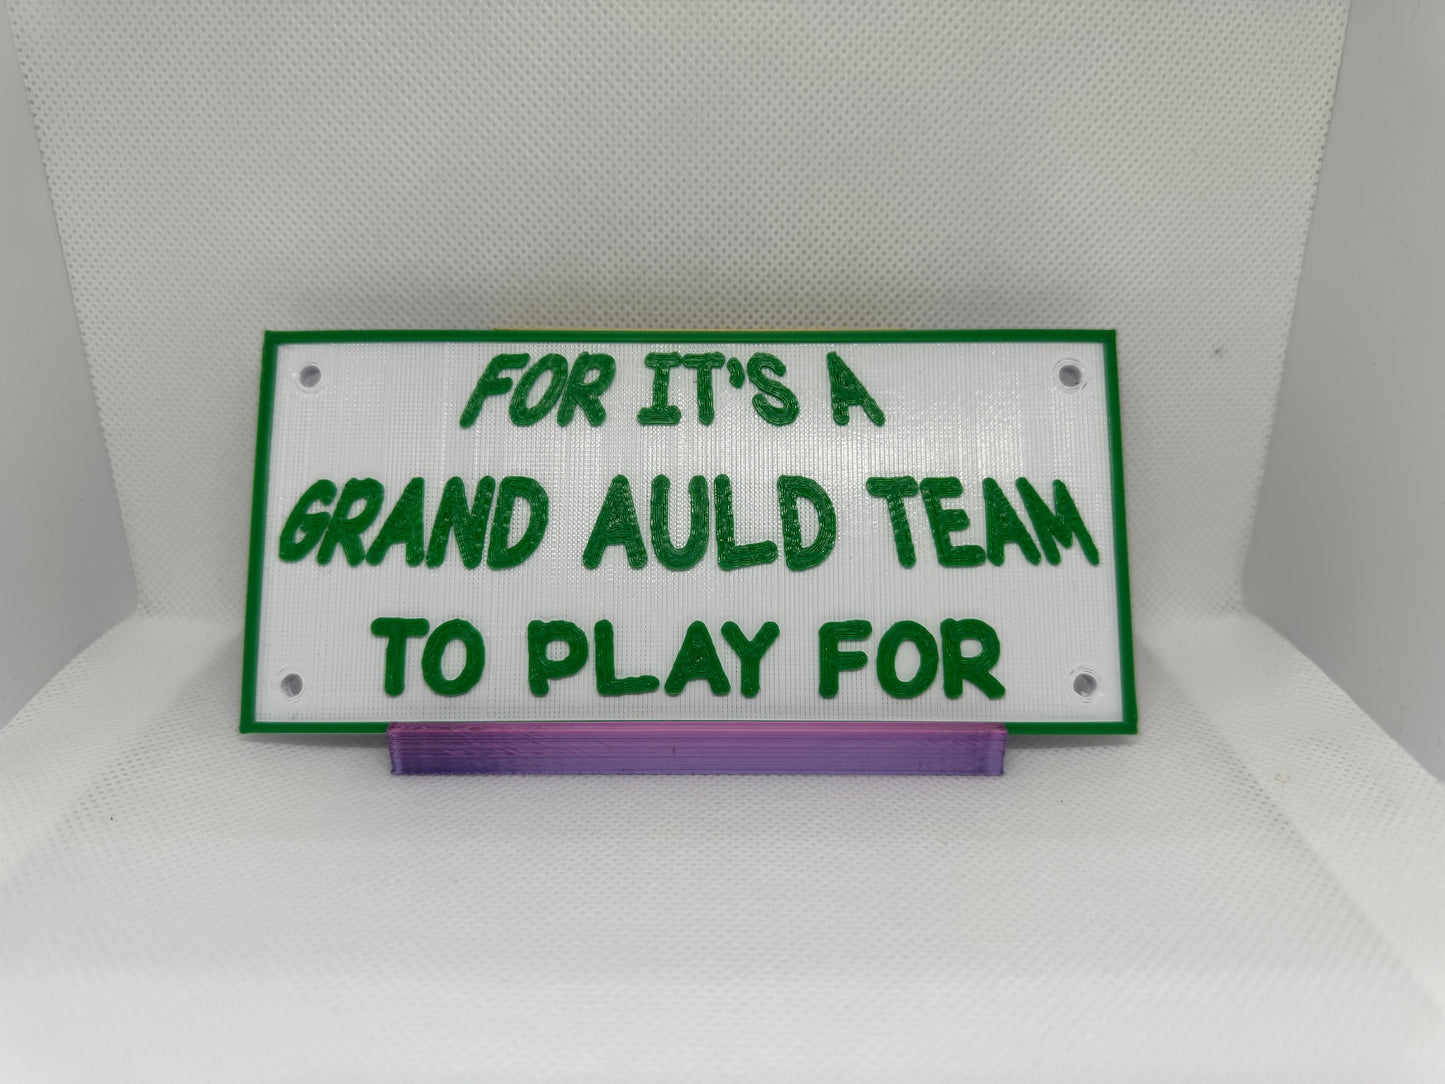 FOR IT'S A
GRAND AULD TEAM
TO PLAY FOR